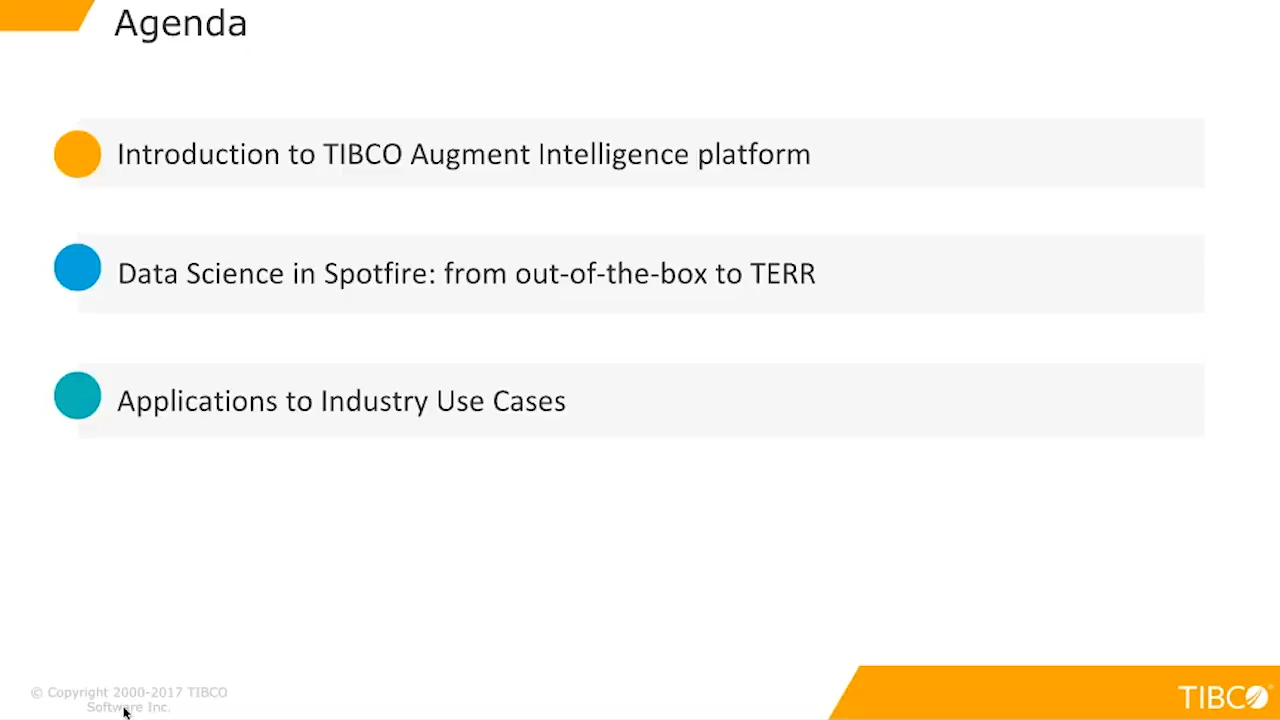 Agenda
Introduction to TIBCO Augment Intelligence platform
Data Science in Spotfire: from out-of-the-box to TERR
Applications to Industry Use Cases
© Copyright 2000-2017 TIBCO
Software Inc.
TIBCO®